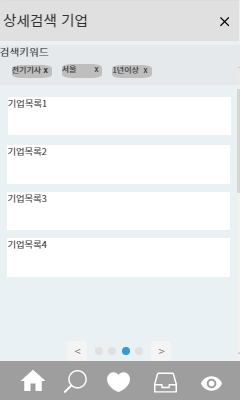 상세검색 기업 ×
검색키워드
전기기사 x 서울 x 1년이상 x
기업목록1
기업목록2
기업목록3
기업목록4
< >